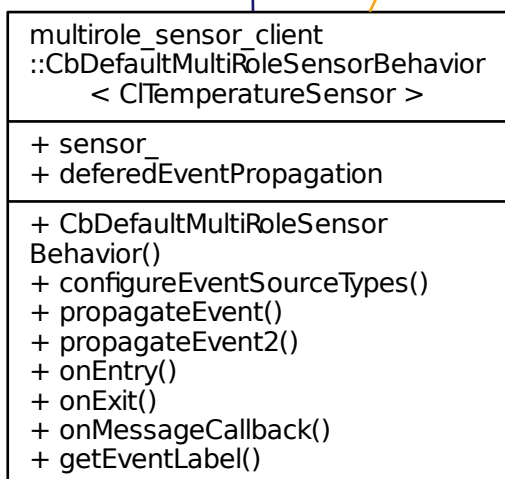 multirole_sensor_client
::CbDefaultMultiRoleSensorBehavior
< ClTemperatureSensor >
+ sensor_
+ deferedEventPropagation
+ CbDefaultMultiRoleSensor
Behavior()
+ configureEventSourceTypes()
+ propagateEvent()
+ propagateEvent2()
+ onEntry()
+ onExit()
+ onMessageCallback()
+ getEventLabel()